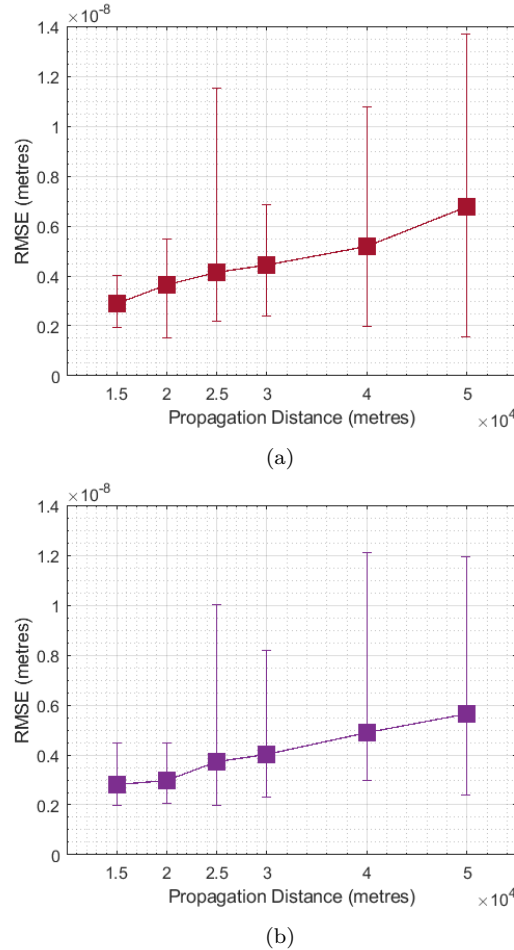 ×10⁻⁸
1.4
1.2
1
0.8
0.6
0.4
0.2
0
RMSE (metres)
1.5 2 2.5 3 4 5
Propagation Distance (metres)
×10⁴
(a)
×10⁻⁸
1.4
1.2
1
0.8
0.6
0.4
0.2
0
RMSE (metres)
1.5 2 2.5 3 4 5
Propagation Distance (metres)
×10⁴
(b)